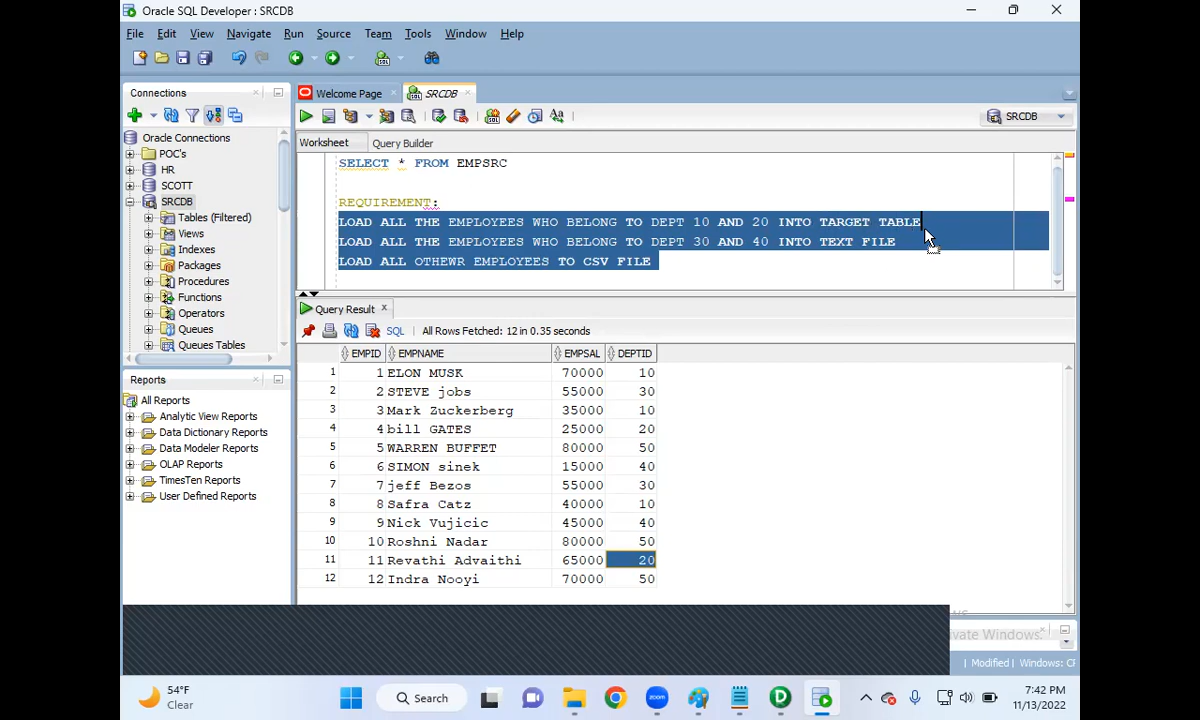 Oracle SQL Developer : SRCDB
File Edit View Navigate Run Source Team Tools Window Help
Connections
Oracle Connections
POC's
HR
SCOTT
SRCDB
Tables (Filtered)
Views
Indexes
Packages
Procedures
Functions
Operators
Queues
Queues Tables
Reports
All Reports
Analytic View Reports
Data Dictionary Reports
Data Modeler Reports
OLAP Reports
TimesTen Reports
User Defined Reports
Welcome Page SRCDB
SRCDB
Worksheet Query Builder
SELECT * FROM EMPSRC
REQUIREMENT:
LOAD ALL THE EMPLOYEES WHO BELONG TO DEPT 10 AND 20 INTO TARGET TABLE
LOAD ALL THE EMPLOYEES WHO BELONG TO DEPT 30 AND 40 INTO TEXT FILE
LOAD ALL OTHEWR EMPLOYEES TO CSV FILE
Query Result
SQL All Rows Fetched: 12 in 0.35 seconds
EMPID EMPNAME EMPSAL DEPTID
1 1 ELON MUSK 70000 10
2 2 STEVE jobs 55000 30
3 3 Mark Zuckerberg 35000 10
4 4 bill GATES 25000 20
5 5 WARREN BUFFET 80000 50
6 6 SIMON sinek 15000 40
7 7 jeff Bezos 55000 30
8 8 Safra Catz 40000 10
9 9 Nick Vujicic 45000 40
10 10 Roshni Nadar 80000 50
11 11 Revathi Advaithi 65000 20
12 12 Indra Nooyi 70000 50
vate Windows.
Modified Windows: CF
54°F
Clear
Search
zoom
7:42 PM
11/13/2022